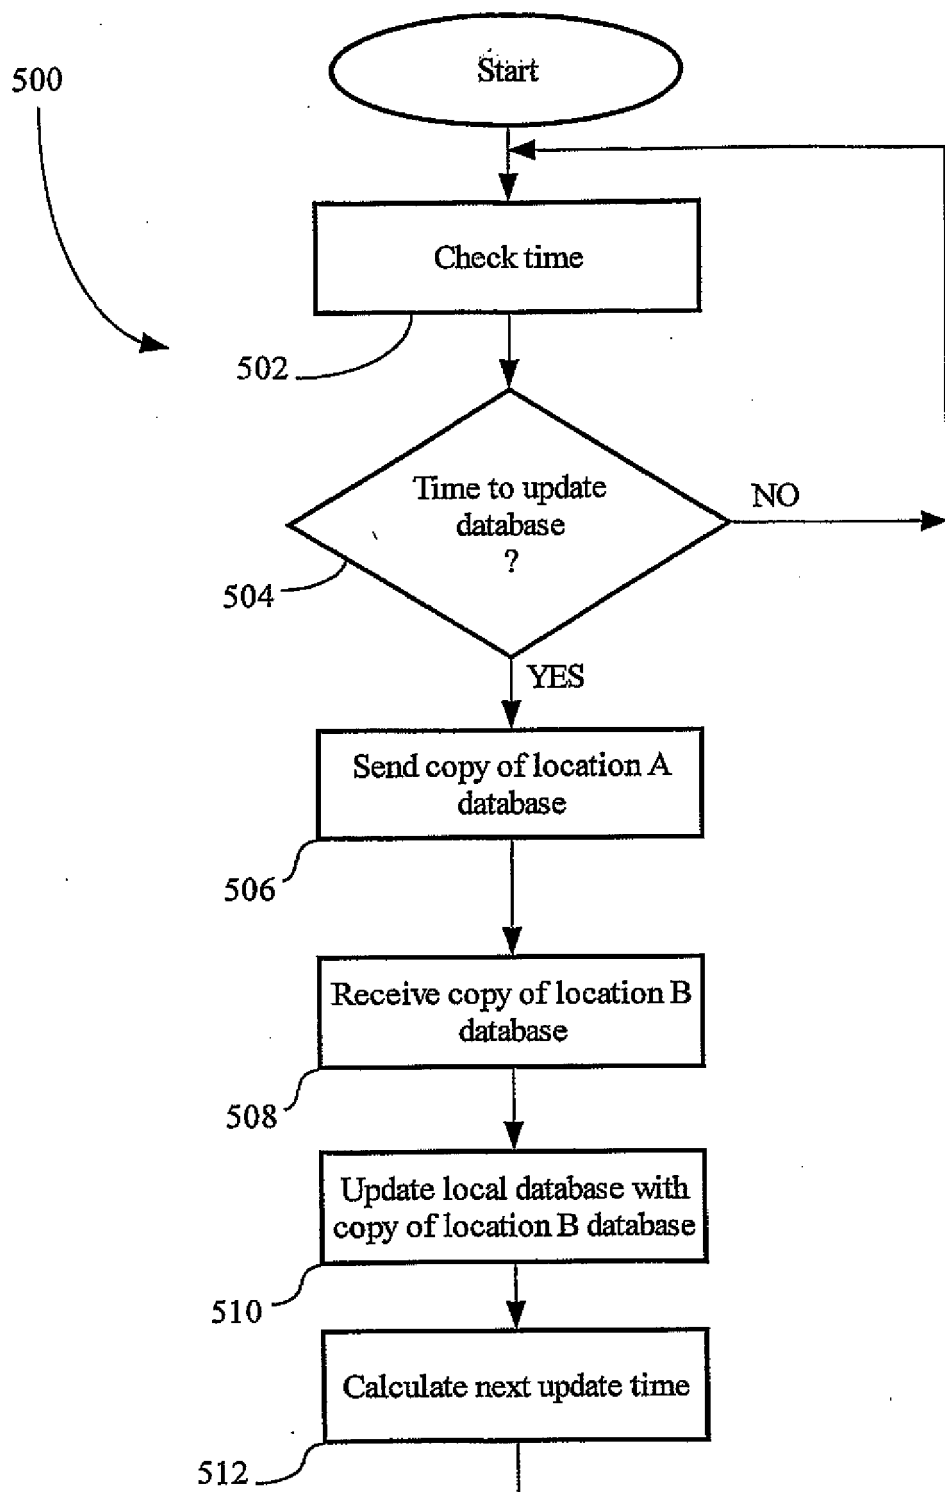 500
Start
Check time
502
Time to update
database
?
NO
504
YES
Send copy of location A
database
506
Receive copy of location B
database
508
Update local database with
copy of location B database
510
Calculate next update time
512